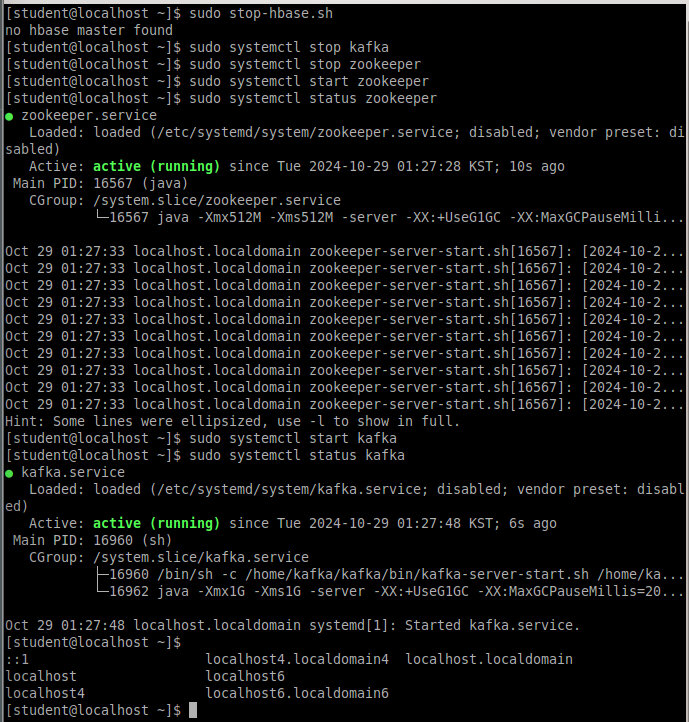 [student@localhost ~]$ sudo stop-hbase.sh
no hbase master found
[student@localhost ~]$ sudo systemctl stop kafka
[student@localhost ~]$ sudo systemctl stop zookeeper
[student@localhost ~]$ sudo systemctl start zookeeper
[student@localhost ~]$ sudo systemctl status zookeeper
● zookeeper.service
   Loaded: loaded (/etc/systemd/system/zookeeper.service; disabled; vendor preset: di
sabled)
   Active: active (running) since Tue 2024-10-29 01:27:28 KST; 10s ago
 Main PID: 16567 (java)
   CGroup: /system.slice/zookeeper.service
           └─16567 java -Xmx512M -Xms512M -server -XX:+UseG1GC -XX:MaxGCPauseMilli...

Oct 29 01:27:33 localhost.localdomain zookeeper-server-start.sh[16567]: [2024-10-2...
Oct 29 01:27:33 localhost.localdomain zookeeper-server-start.sh[16567]: [2024-10-2...
Oct 29 01:27:33 localhost.localdomain zookeeper-server-start.sh[16567]: [2024-10-2...
Oct 29 01:27:33 localhost.localdomain zookeeper-server-start.sh[16567]: [2024-10-2...
Oct 29 01:27:33 localhost.localdomain zookeeper-server-start.sh[16567]: [2024-10-2...
Oct 29 01:27:33 localhost.localdomain zookeeper-server-start.sh[16567]: [2024-10-2...
Oct 29 01:27:33 localhost.localdomain zookeeper-server-start.sh[16567]: [2024-10-2...
Oct 29 01:27:33 localhost.localdomain zookeeper-server-start.sh[16567]: [2024-10-2...
Oct 29 01:27:33 localhost.localdomain zookeeper-server-start.sh[16567]: [2024-10-2...
Oct 29 01:27:33 localhost.localdomain zookeeper-server-start.sh[16567]: [2024-10-2...
Hint: Some lines were ellipsized, use -l to show in full.
[student@localhost ~]$ sudo systemctl start kafka
[student@localhost ~]$ sudo systemctl status kafka
● kafka.service
   Loaded: loaded (/etc/systemd/system/kafka.service; disabled; vendor preset: disabl
ed)
   Active: active (running) since Tue 2024-10-29 01:27:48 KST; 6s ago
 Main PID: 16960 (sh)
   CGroup: /system.slice/kafka.service
           ├─16960 /bin/sh -c /home/kafka/kafka/bin/kafka-server-start.sh /home/ka...
           └─16962 java -Xmx1G -Xms1G -server -XX:+UseG1GC -XX:MaxGCPauseMillis=20...

Oct 29 01:27:48 localhost.localdomain systemd[1]: Started kafka.service.
[student@localhost ~]$
::1                      localhost4.localdomain4  localhost.localdomain
localhost                localhost6
localhost4               localhost6.localdomain6
[student@localhost ~]$